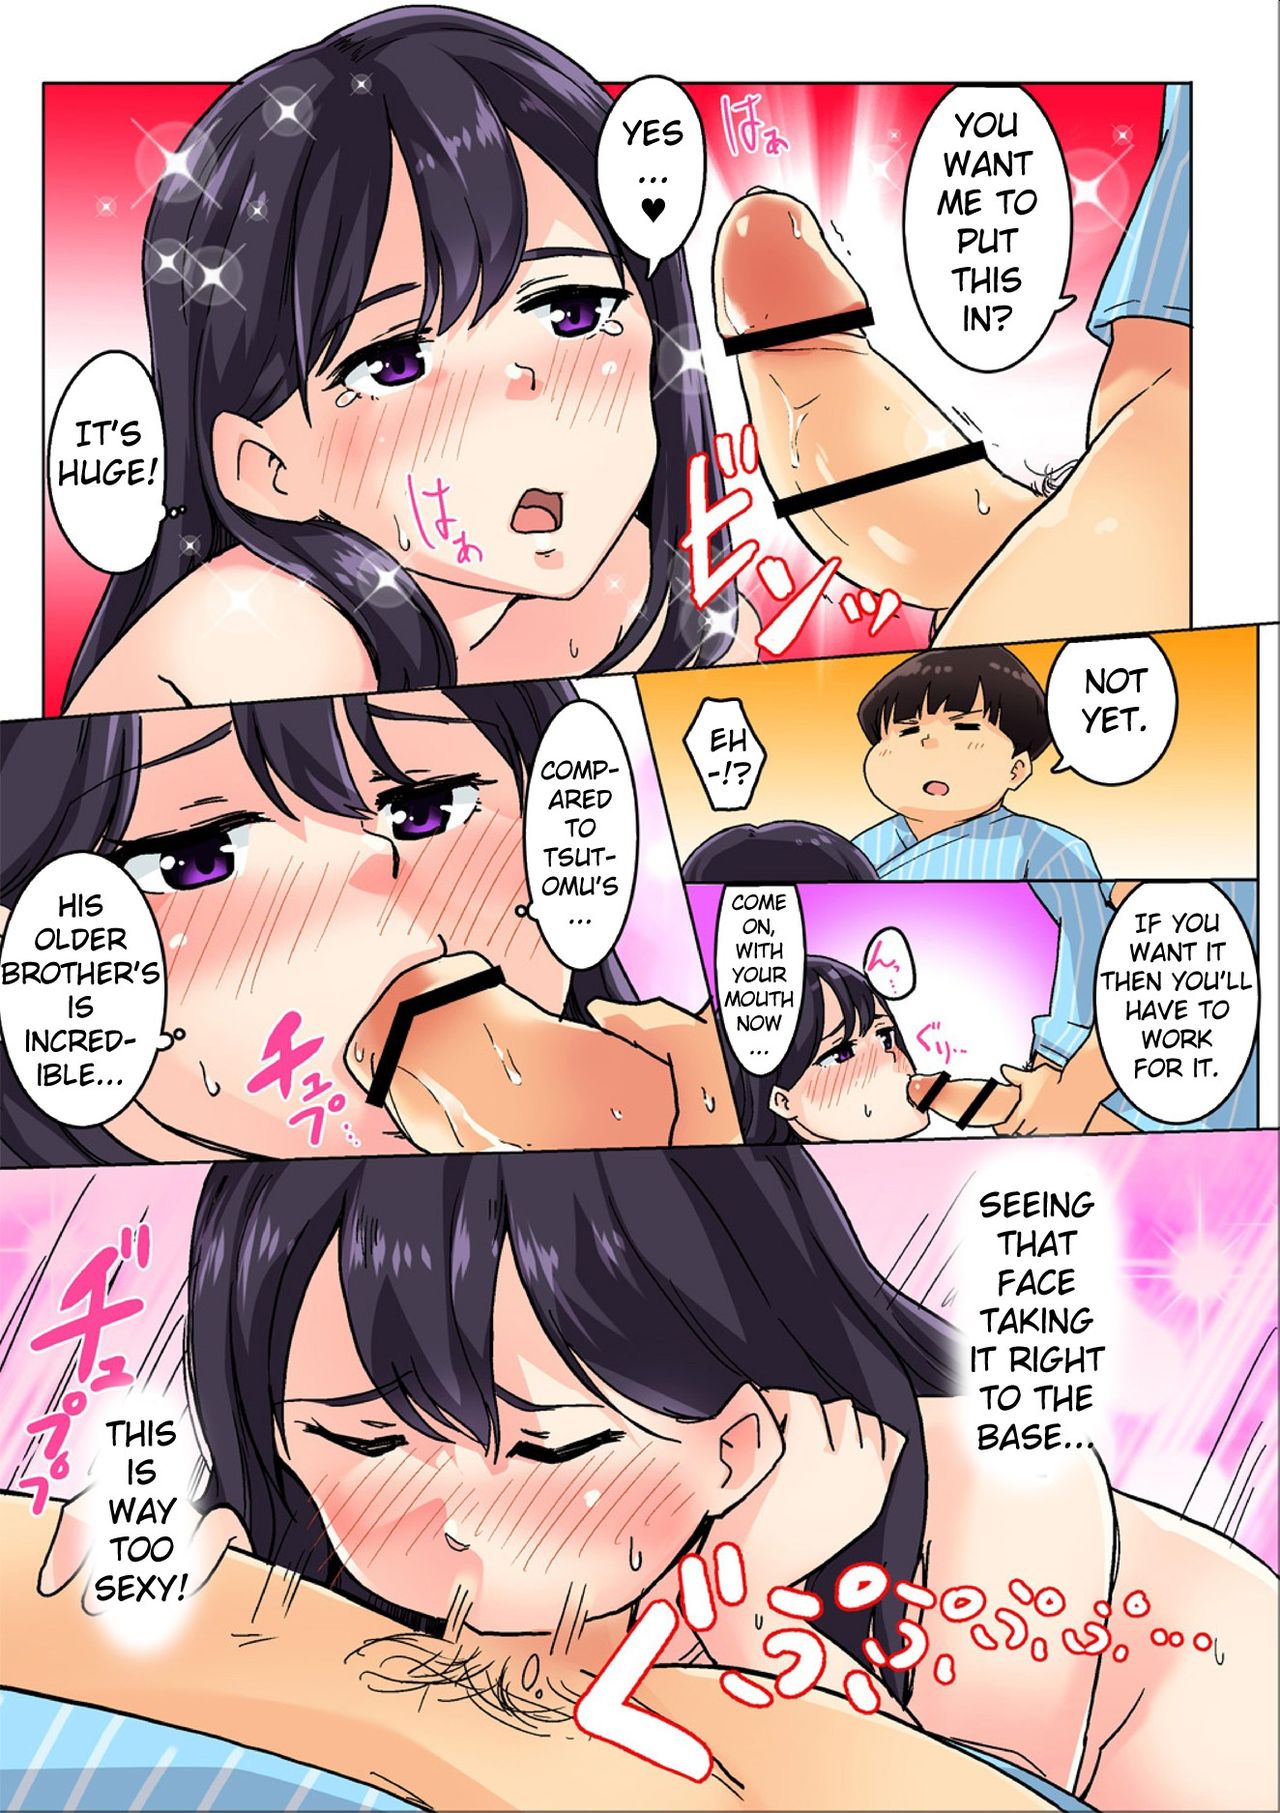 YOU
WANT
ME TO
PUT
THIS
IN?
はぁ
YES
...
♥
ビンッ
はぁ
IT'S
HUGE!
NOT
YET.
EH
-!?
IF YOU
WANT IT
THEN YOU'LL
HAVE TO
WORK
FOR IT.
ん
ぐり...
COME
ON,
WITH
YOUR
MOUTH
NOW
...
COMP-
ARED
TO
TSUT-
OMU'S
...
チュプ...
HIS
OLDER
BROTHER'S
IS
INCRED-
IBLE...
SEEING
THAT
FACE
TAKING
IT RIGHT
TO THE
BASE...
ヂュプププ
THIS
IS
WAY
TOO
SEXY!
ぐぷぷぷぷぷ...